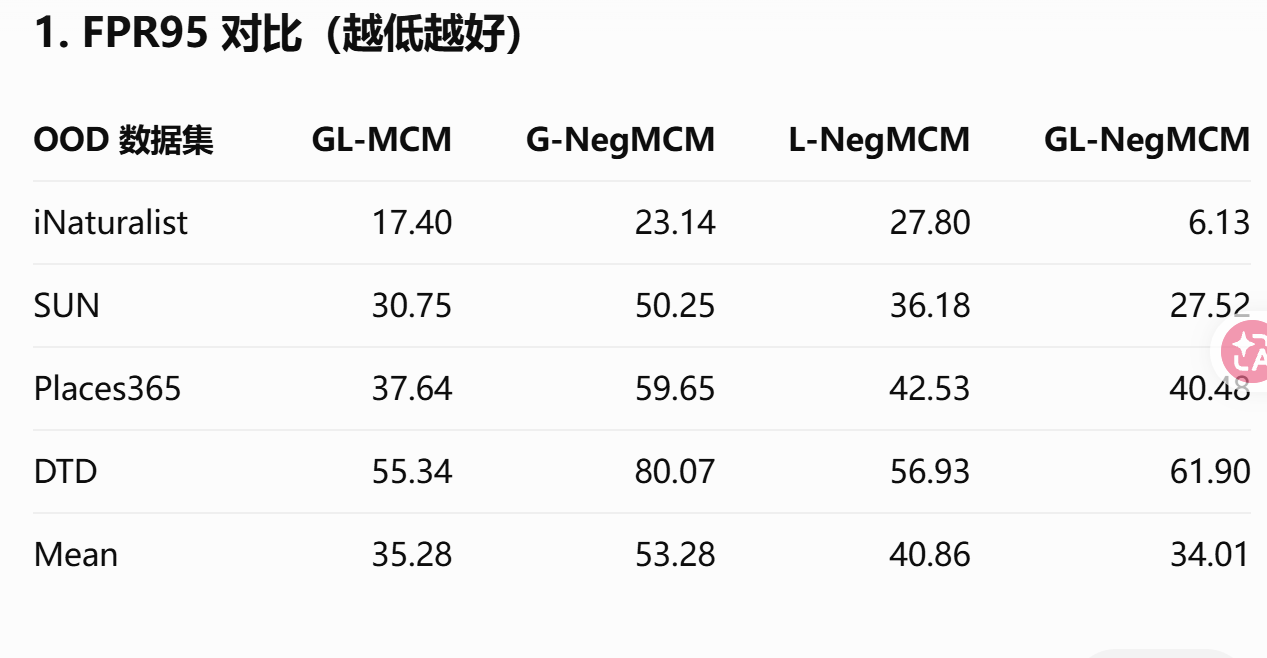 1. FPR95 对比（越低越好）
OOD 数据集 GL-MCM G-NegMCM L-NegMCM GL-NegMCM
iNaturalist 17.40 23.14 27.80 6.13
SUN 30.75 50.25 36.18 27.52
Places365 37.64 59.65 42.53 40.48
DTD 55.34 80.07 56.93 61.90
Mean 35.28 53.28 40.86 34.01